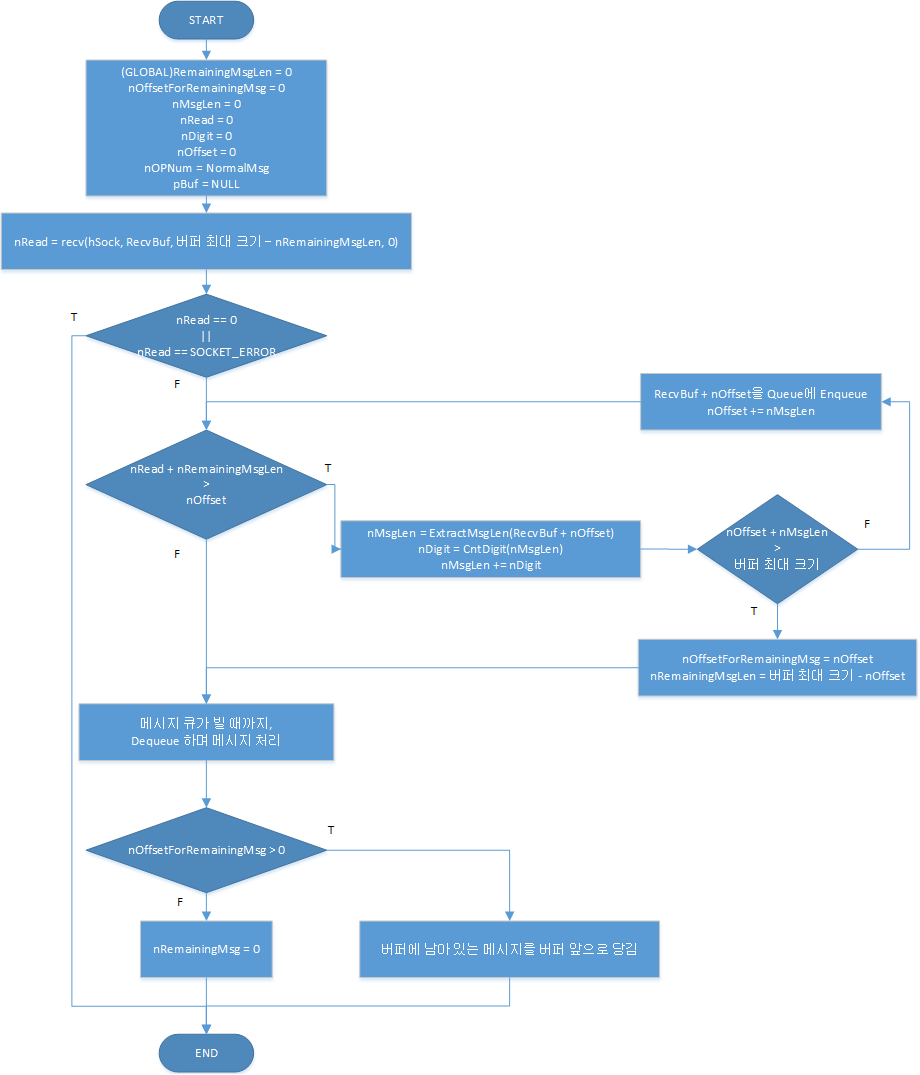 START
(GLOBAL)RemainingMsgLen = 0
nOffsetForRemainingMsg = 0
nMsgLen = 0
nRead = 0
nDigit = 0
nOffset = 0
nOPNum = NormalMsg
pBuf = NULL
nRead = recv(hSock, RecvBuf, 버퍼 최대 크기 – nRemainingMsgLen, 0)
T
nRead == 0
||
nRead == SOCKET_ERROR
F
RecvBuf + nOffset을 Queue에 Enqueue
nOffset += nMsgLen
nRead + nRemainingMsgLen
>
nOffset
T
F
nMsgLen = ExtractMsgLen(RecvBuf + nOffset)
nDigit = CntDigit(nMsgLen)
nMsgLen += nDigit
nOffset + nMsgLen
>
버퍼 최대 크기
F
T
nOffsetForRemainingMsg = nOffset
nRemainingMsgLen = 버퍼 최대 크기 - nOffset
메시지 큐가 빌 때까지,
Dequeue 하며 메시지 처리
nOffsetForRemainingMsg > 0
T
F
nRemainingMsg = 0
버퍼에 남아 있는 메시지를 버퍼 앞으로 당김
END